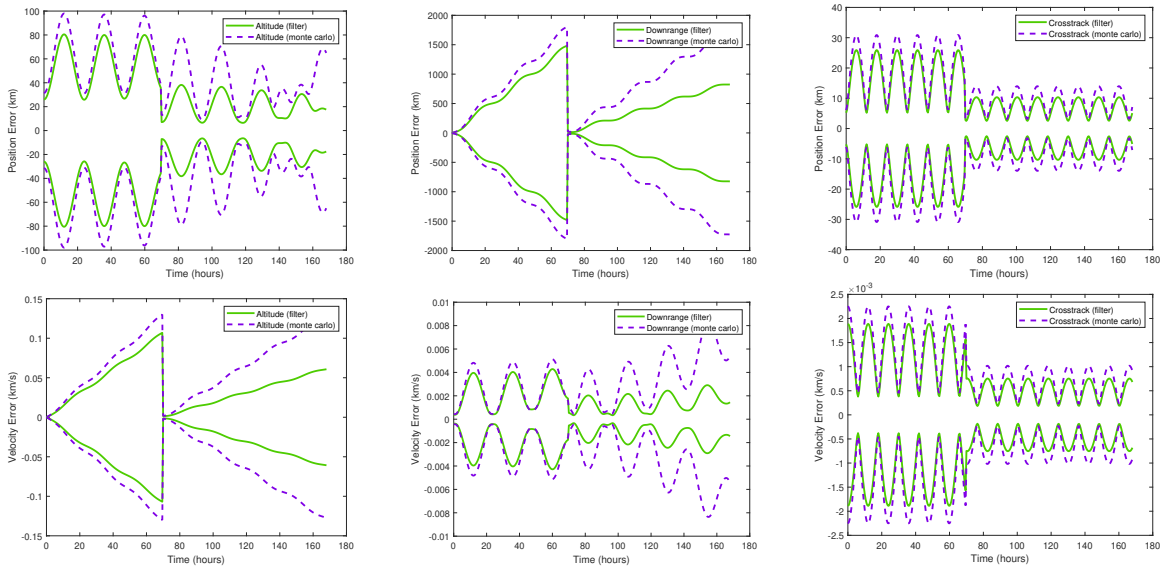 100
80
60
40
20
0
-20
-40
-60
-80
-100
Position Error (km)
0 20 40 60 80 100 120 140 160 180
Time (hours)
Altitude (filter)
Altitude (monte carlo)
2000
1500
1000
500
0
-500
-1000
-1500
-2000
Position Error (km)
0 20 40 60 80 100 120 140 160 180
Time (hours)
Downrange (filter)
Downrange (monte carlo)
40
30
20
10
0
-10
-20
-30
-40
Position Error (km)
0 20 40 60 80 100 120 140 160 180
Time (hours)
Crosstrack (filter)
Crosstrack (monte carlo)
0.15
0.1
0.05
0
-0.05
-0.1
-0.15
Velocity Error (km/s)
0 20 40 60 80 100 120 140 160 180
Time (hours)
Altitude (filter)
Altitude (monte carlo)
0.01
0.008
0.006
0.004
0.002
0
-0.002
-0.004
-0.006
-0.008
-0.01
Velocity Error (km/s)
0 20 40 60 80 100 120 140 160 180
Time (hours)
Downrange (filter)
Downrange (monte carlo)
×10⁻³
2.5
2
1.5
1
0.5
0
-0.5
-1
-1.5
-2
-2.5
Velocity Error (km/s)
0 20 40 60 80 100 120 140 160 180
Time (hours)
Crosstrack (filter)
Crosstrack (monte carlo)